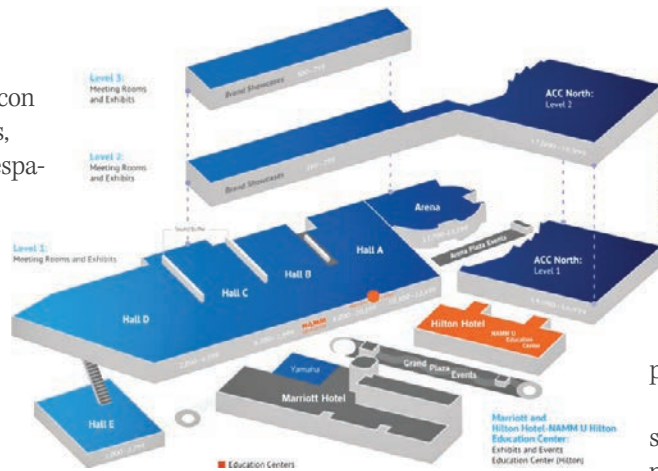 con
s,
espa-
Level 3:
Meeting Rooms
and Exhibits
Brand Showcases
ACC North:
Level 2
Level 2:
Meeting Rooms
and Exhibits
Brand Showcases
Level 1:
Meeting Rooms and Exhibits
Arena
Arena Plaza Events
ACC North:
Level 1
Hall A
Hall B
Hall C
Hall D
Hall E
NAMM
Hilton Hotel
NAMM U
Education
Center
Grand Plaza
Events
Yamaha
Marriott Hotel
Marriott and
Hilton Hotel-NAMM U Hilton
Education Center:
Exhibits and Events
Education Center (Hilton)
Education Centers
p
s